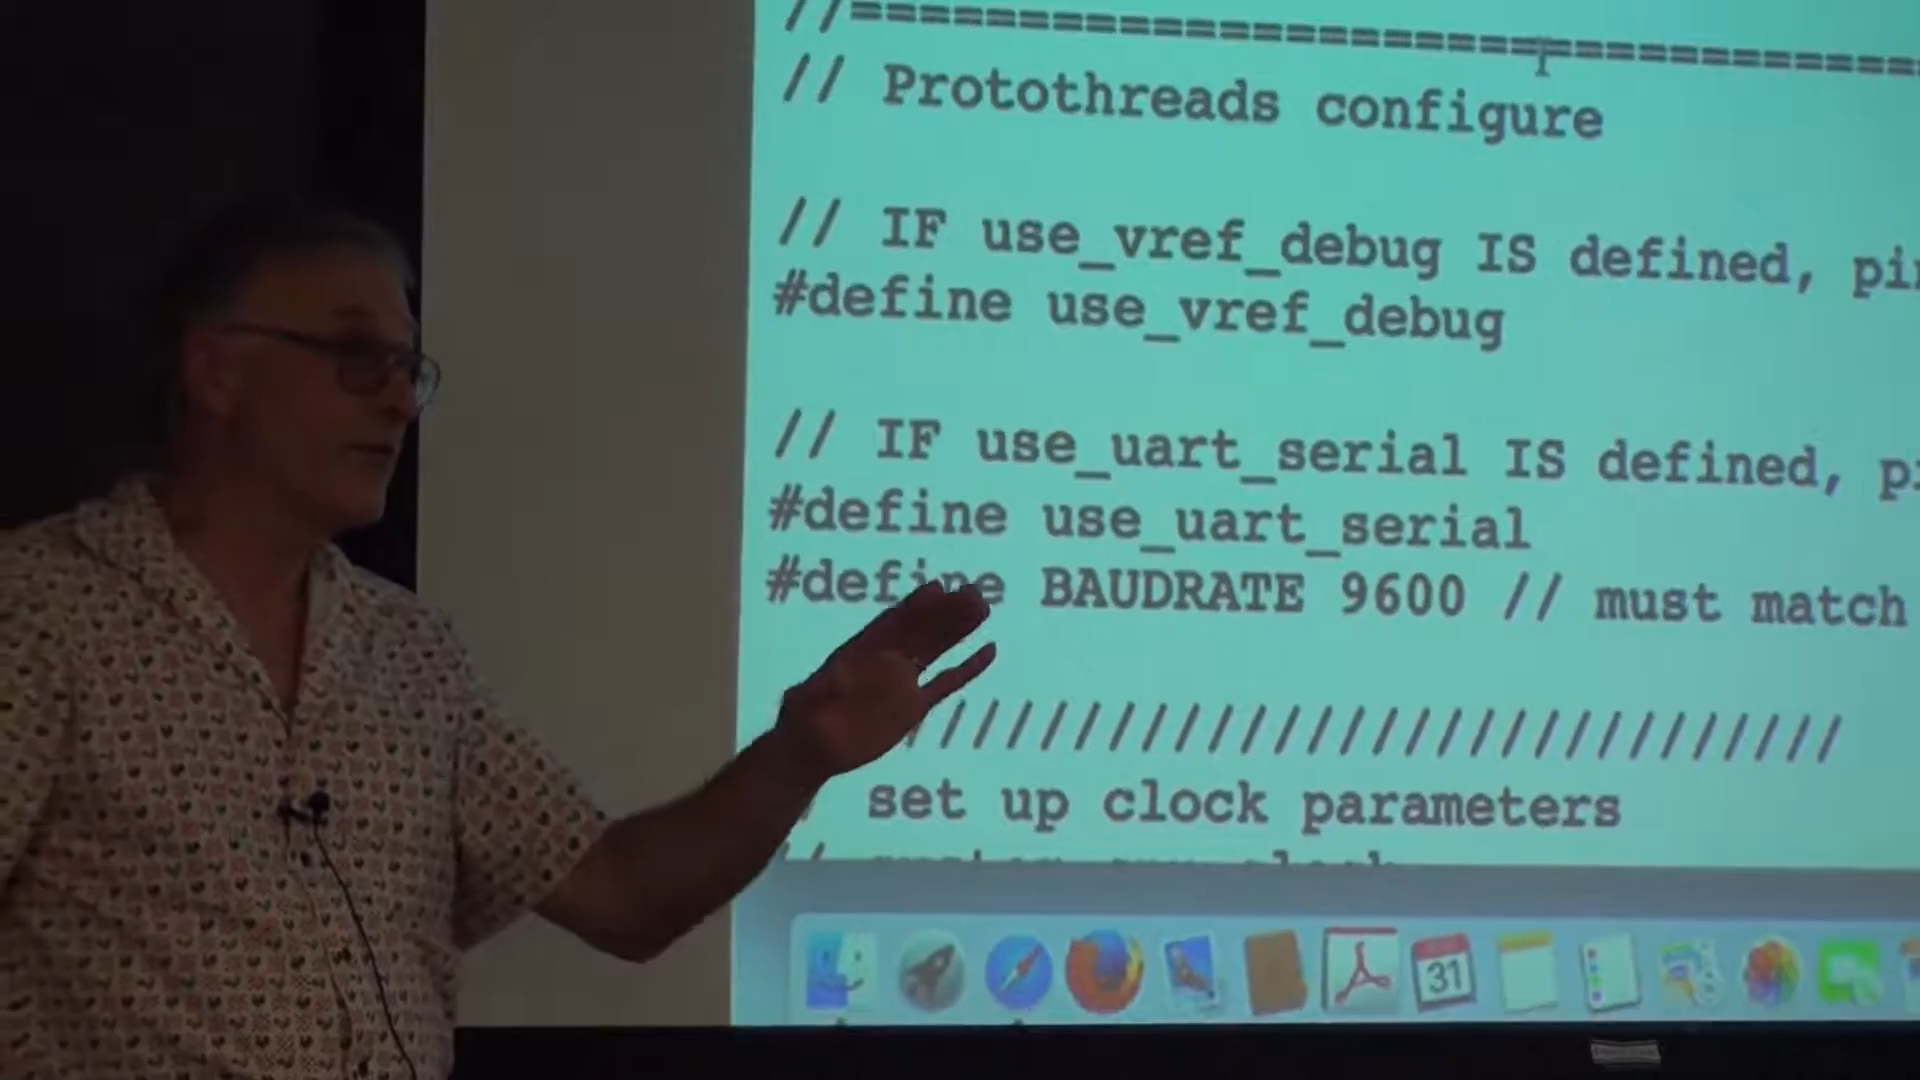 //==============================
// Protothreads configure
// IF use_vref_debug IS defined,
#define use_vref_debug
// IF use_uart_serial IS defined,
#define use_uart_serial
#define BAUDRATE 9600 // must match
///////////////////////////
// set up clock parameters
31